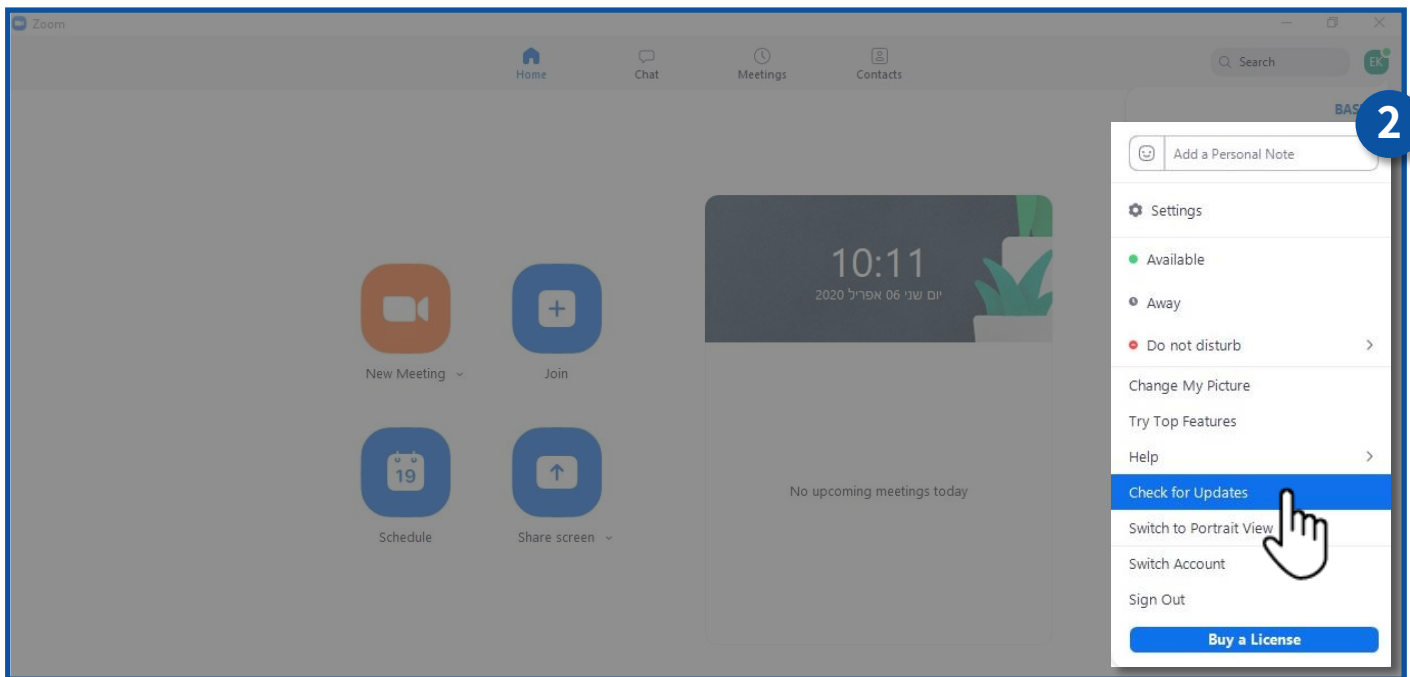 Zoom
Home
Chat
Meetings
Contacts
Search
EK
2
Add a Personal Note
Settings
Available
Away
Do not disturb
Change My Picture
Try Top Features
Help
Check for Updates
Switch to Portrait View
Switch Account
Sign Out
Buy a License
10:11
יום שני 06 אפריל 2020
New Meeting
Join
19
Schedule
Share screen
No upcoming meetings today